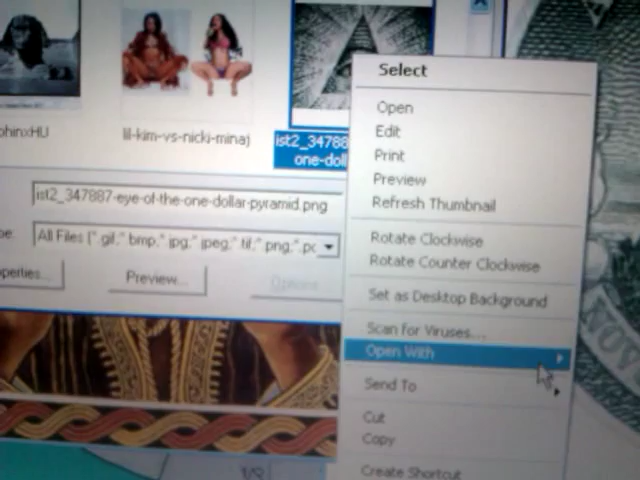 Select
Open
Edit
Print
Preview
Refresh Thumbnail
Rotate Clockwise
Rotate Counter Clockwise
Set as Desktop Background
Scan for Viruses...
Open With
Send To
Cut
Copy
Create Shortcut
phinxHU
lil-kim-vs-nicki-minaj
ist2_34788
one-doll
ist2_347887-eye-of-the-one-dollar-pyramid.png
pe:
All Files (*.gif,*.bmp,*.jpg,*.jpeg,*.tif,*.png,*.pc
operties...
Preview...
Options
NOV